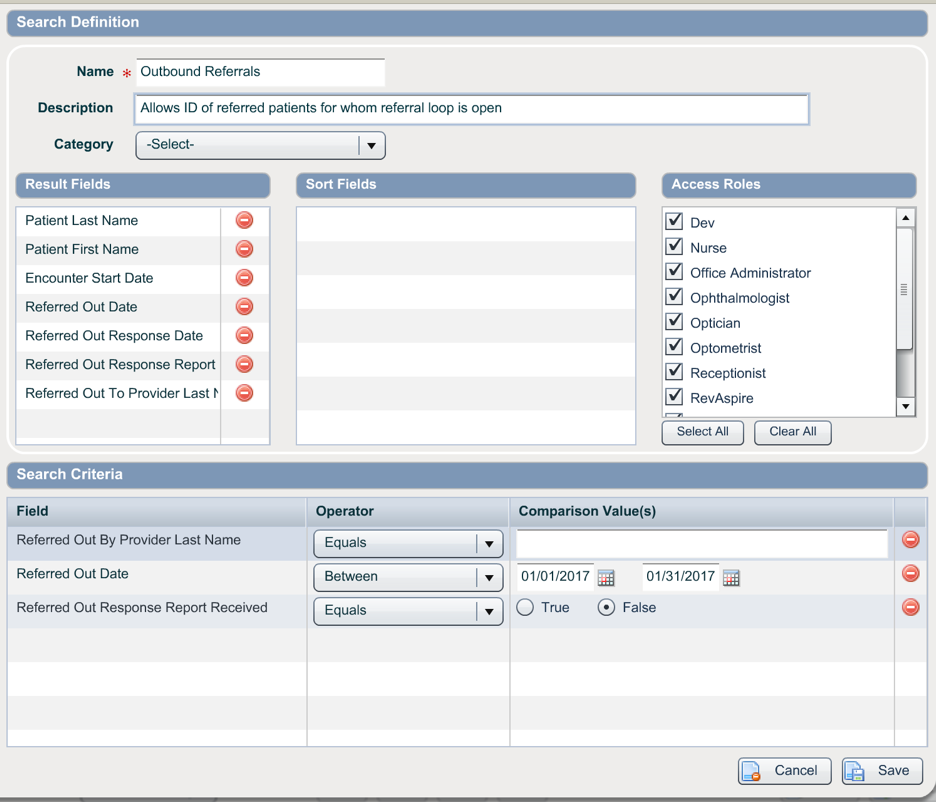 Search Definition
Name * Outbound Referrals
Description Allows ID of referred patients for whom referral loop is open
Category -Select-
Result Fields
Patient Last Name
Patient First Name
Encounter Start Date
Referred Out Date
Referred Out Response Date
Referred Out Response Report
Referred Out To Provider Last
Sort Fields
Access Roles
Dev
Nurse
Office Administrator
Ophthalmologist
Optician
Optometrist
Receptionist
RevAspire
Select All Clear All
Search Criteria
Field Operator Comparison Value(s)
Referred Out By Provider Last Name Equals
Referred Out Date Between 01/01/2017 01/31/2017
Referred Out Response Report Received Equals True False
Cancel Save